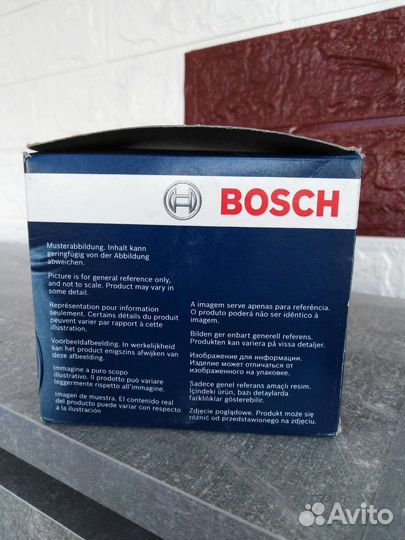 BOSCH
Musterabbildung. Inhalt kann
geringfügig von der Abbildung
abweichen.
Picture is for general reference only,
and not to scale. Product may vary in
some detail.
Représentation pour information
seulement. Certains détails du produit
peuvent varier par rapport à cette
illustration.
Voorbeeldafbeelding. In werkelijkheid
kan het product enigszins afwijken van
deze afbeelding.
Immagine a puro scopo
illustrativo. Il prodotto può variare
leggermente rispetto all'immagine.
Imagen de muestra. El contenido real
del producto puede variar con respecto
a la ilustración
A imagem serve apenas para referência.
O produto poderá não ser idéntico à
imagem.
Bilden ger enbart generell referens.
Produkten kan variera på vissa detaljer.
Изображение для информации.
Изделие может отличаться от
изображенного на упаковке.
Sadece genel referans amaçlı resim.
İçindeki ürün, bazı detaylarda
farklılıklar gösterebilir.
Zdjęcie poglądowe. Produkt może się
różnić od przedstawionego na zdjęciu.
Avito